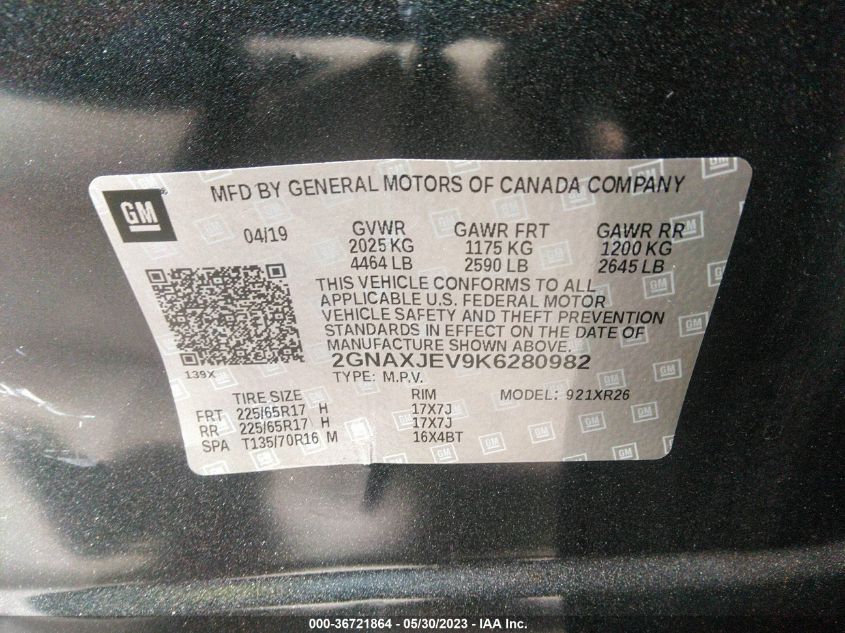 GM
MFD BY GENERAL MOTORS OF CANADA COMPANY
04/19 GVWR GAWR FRT GAWR RR
2025 KG 1175 KG 1200 KG
4464 LB 2590 LB 2645 LB
THIS VEHICLE CONFORMS TO ALL
APPLICABLE U.S. FEDERAL MOTOR
VEHICLE SAFETY AND THEFT PREVENTION
STANDARDS IN EFFECT ON THE DATE OF
MANUFACTURE SHOWN ABOVE.
139X 2GNAXJEV9K6280982
TYPE: M.P.V.
TIRE SIZE RIM MODEL: 921XR26
FRT 225/65R17 H 17X7J
RR 225/65R17 H 17X7J
SPA T135/70R16 M 16X4BT
000-36721864 - 05/30/2023 - IAA Inc.